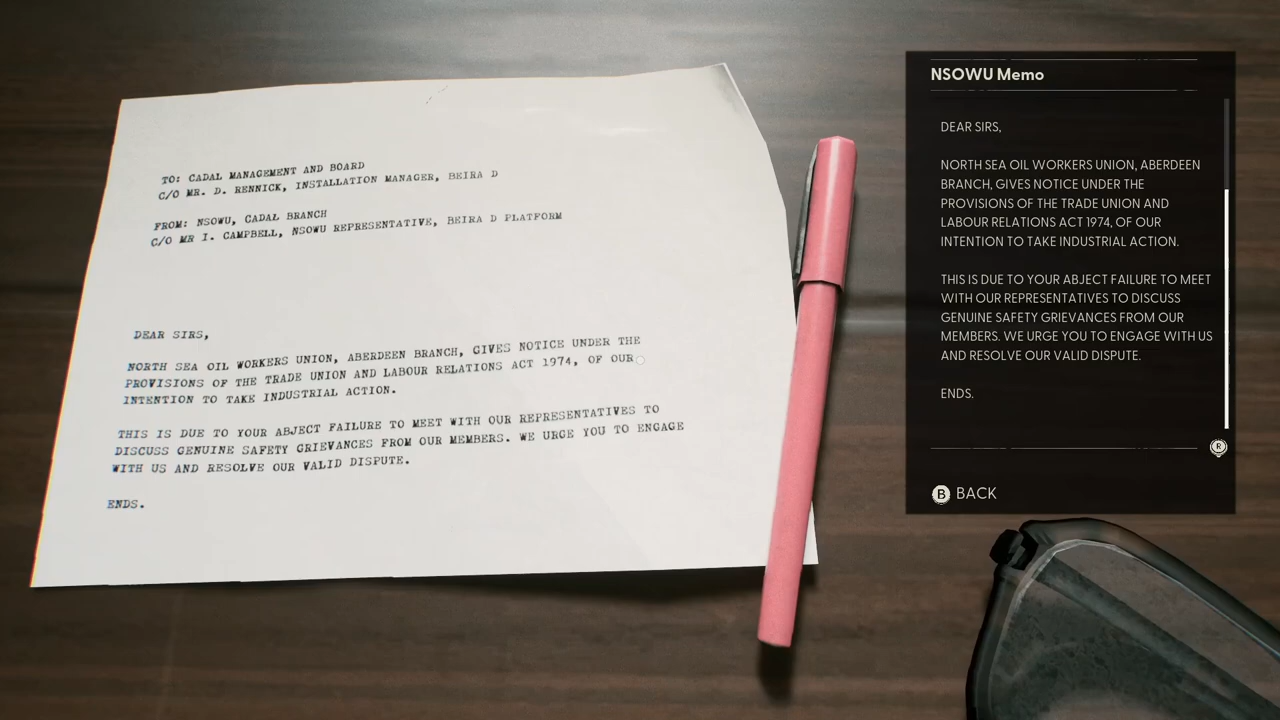 TO: CADAL MANAGEMENT AND BOARD
C/O MR. D. RENNICK, INSTALLATION MANAGER, BEIRA D
FROM: NSOWU, CADAL BRANCH
C/O MR I. CAMPBELL, NSOWU REPRESENTATIVE, BEIRA D PLATFORM
DEAR SIRS,
NORTH SEA OIL WORKERS UNION, ABERDEEN BRANCH, GIVES NOTICE UNDER THE
PROVISIONS OF THE TRADE UNION AND LABOUR RELATIONS ACT 1974, OF OUR
INTENTION TO TAKE INDUSTRIAL ACTION.
THIS IS DUE TO YOUR ABJECT FAILURE TO MEET WITH OUR REPRESENTATIVES TO
DISCUSS GENUINE SAFETY GRIEVANCES FROM OUR MEMBERS. WE URGE YOU TO ENGAGE
WITH US AND RESOLVE OUR VALID DISPUTE.
ENDS.
NSOWU Memo
DEAR SIRS,
NORTH SEA OIL WORKERS UNION, ABERDEEN
BRANCH, GIVES NOTICE UNDER THE
PROVISIONS OF THE TRADE UNION AND
LABOUR RELATIONS ACT 1974, OF OUR
INTENTION TO TAKE INDUSTRIAL ACTION.
THIS IS DUE TO YOUR ABJECT FAILURE TO MEET
WITH OUR REPRESENTATIVES TO DISCUSS
GENUINE SAFETY GRIEVANCES FROM OUR
MEMBERS. WE URGE YOU TO ENGAGE WITH US
AND RESOLVE OUR VALID DISPUTE.
ENDS.
R
B BACK